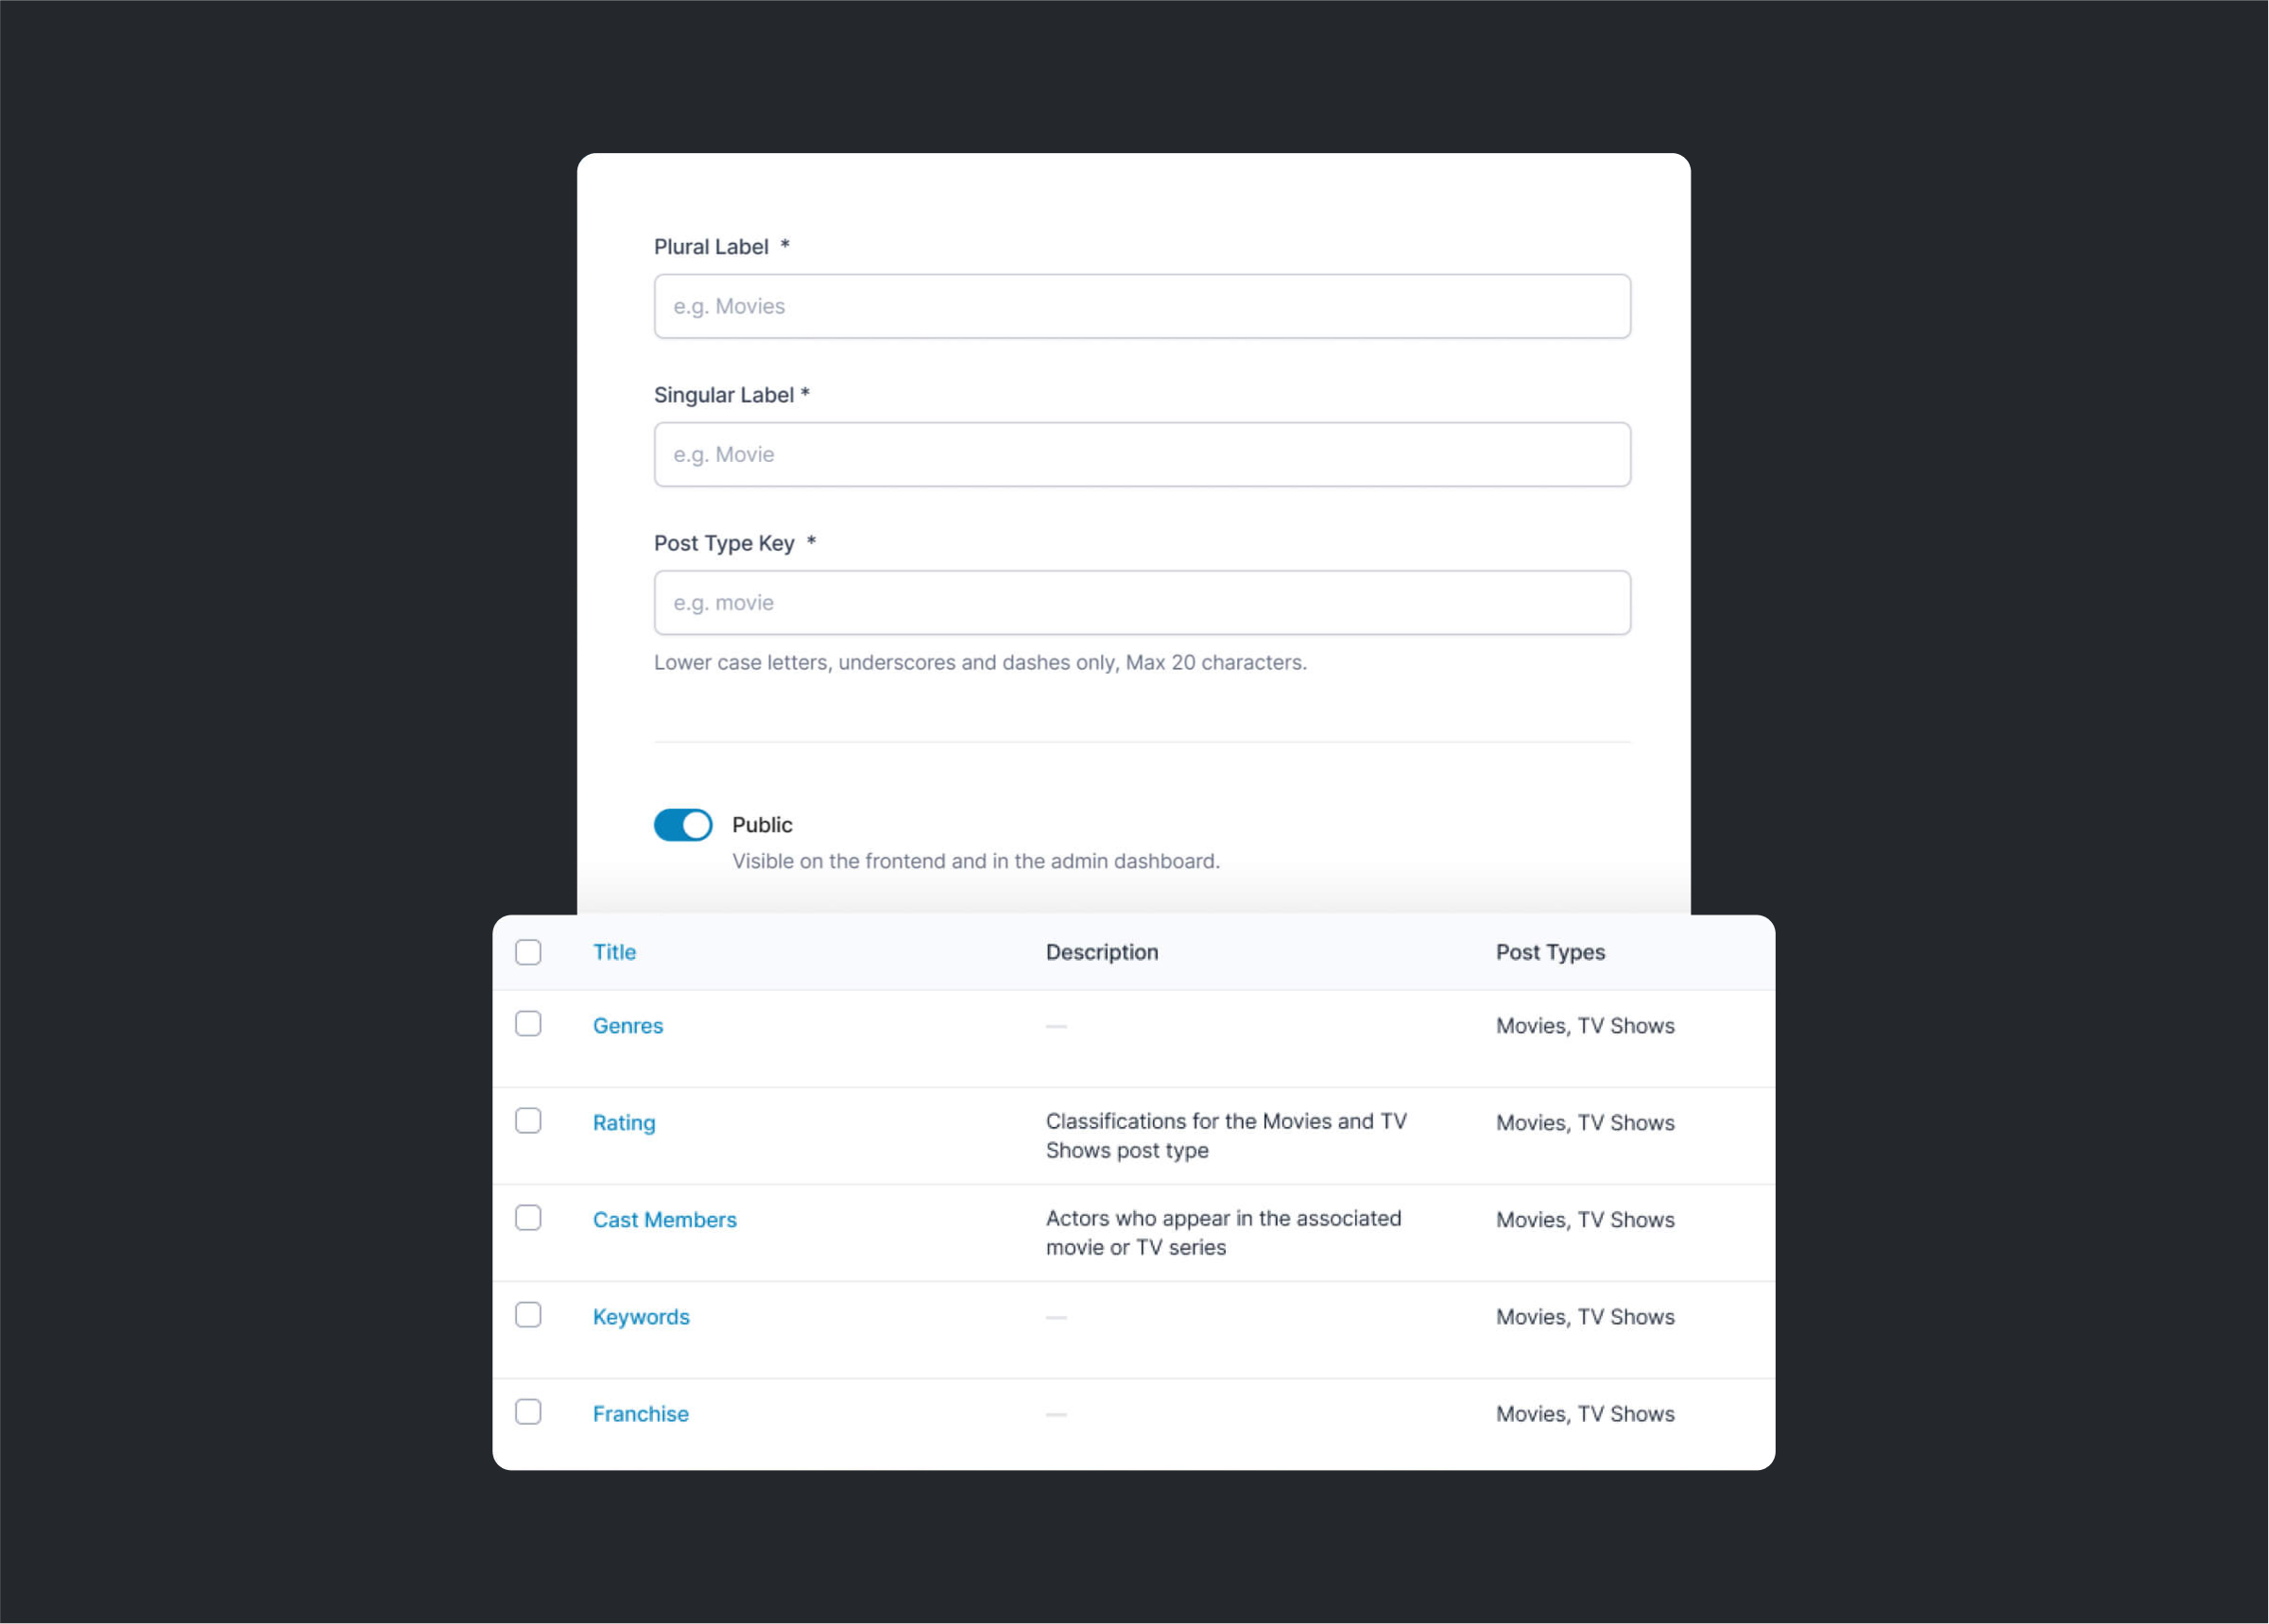 Plural Label *
e.g. Movies
Singular Label *
e.g. Movie
Post Type Key *
e.g. movie
Lower case letters, underscores and dashes only, Max 20 characters.
Public
Visible on the frontend and in the admin dashboard.
Title Description Post Types
Genres — Movies, TV Shows
Rating Classifications for the Movies and TV Movies, TV Shows
Shows post type
Cast Members Actors who appear in the associated Movies, TV Shows
movie or TV series
Keywords — Movies, TV Shows
Franchise — Movies, TV Shows